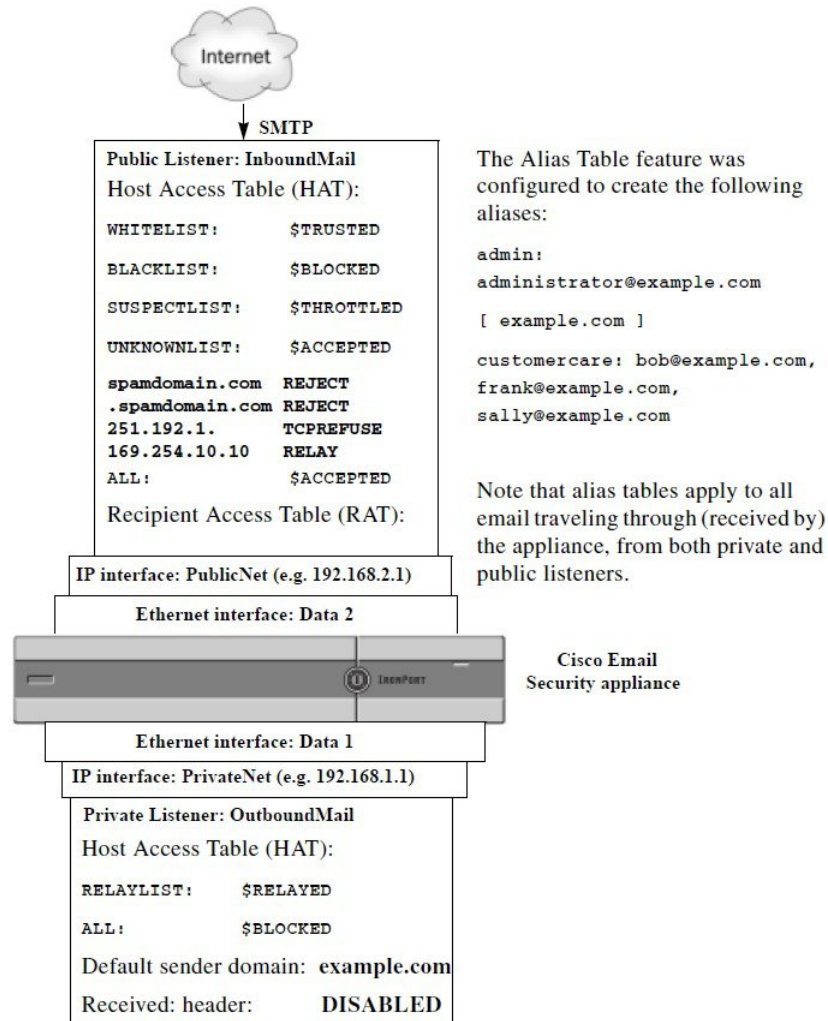 Internet
SMTP
Public Listener: InboundMail
Host Access Table (HAT):
WHITELIST: $TRUSTED
BLACKLIST: $BLOCKED
SUSPECTLIST: $THROTTLED
UNKNOWNLIST: $ACCEPTED
spamdomain.com REJECT
.spamdomain.com REJECT
251.192.1. TCPREFUSE
169.254.10.10 RELAY
ALL: $ACCEPTED
Recipient Access Table (RAT):
The Alias Table feature was
configured to create the following
aliases:
admin:
administrator@example.com
[ example.com ]
customercare: bob@example.com,
frank@example.com,
sally@example.com
Note that alias tables apply to all
email traveling through (received by)
the appliance, from both private and
public listeners.
IP interface: PublicNet (e.g. 192.168.2.1)
Ethernet interface: Data 2
IRONPORT
Cisco Email
Security appliance
Ethernet interface: Data 1
IP interface: PrivateNet (e.g. 192.168.1.1)
Private Listener: OutboundMail
Host Access Table (HAT):
RELAYLIST: $RELAYED
ALL: $BLOCKED
Default sender domain: example.com
Received: header: DISABLED